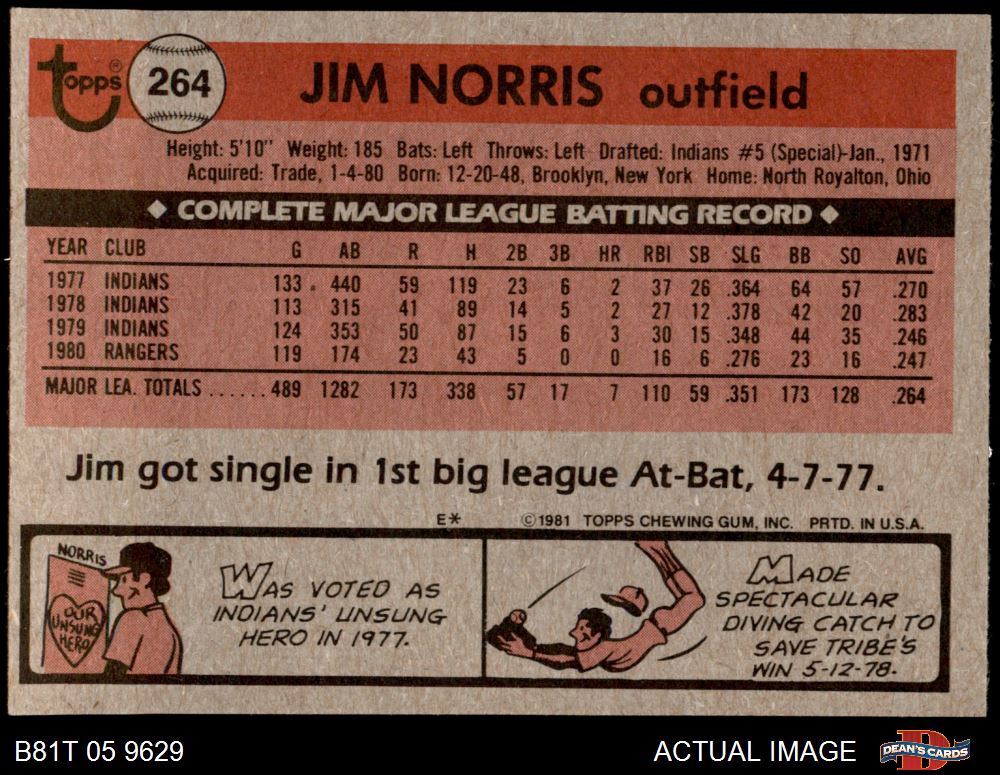 topps® 264 JIM NORRIS outfield
Height: 5'10" Weight: 185 Bats: Left Throws: Left Drafted: Indians #5 (Special)-Jan., 1971
Acquired: Trade, 1-4-80 Born: 12-20-48, Brooklyn, New York Home: North Royalton, Ohio
◆ COMPLETE MAJOR LEAGUE BATTING RECORD ◆
YEAR CLUB G AB R H 2B 3B HR RBI SB SLG BB SO AVG
1977 INDIANS 133 440 59 119 23 6 2 37 26 .364 64 57 .270
1978 INDIANS 113 315 41 89 14 5 2 27 12 .378 42 20 .283
1979 INDIANS 124 353 50 87 15 6 3 30 15 .348 44 35 .246
1980 RANGERS 119 174 23 43 5 0 0 16 6 .276 23 16 .247
MAJOR LEA. TOTALS ...... 489 1282 173 338 57 17 7 110 59 .351 173 128 .264
Jim got single in 1st big league At-Bat, 4-7-77.
E* ©1981 TOPPS CHEWING GUM, INC. PRTD. IN U.S.A.
NORRIS
OUR
UNSUNG
HERO
WAS VOTED AS
INDIANS' UNSUNG
HERO IN 1977.
MADE
SPECTACULAR
DIVING CATCH TO
SAVE TRIBE'S
WIN 5-12-78.
B81T 05 9629 ACTUAL IMAGE DEAN'S CARDS